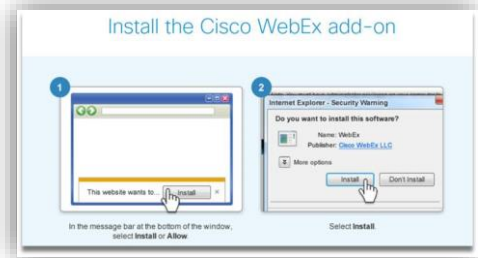 Install the Cisco WebEx add-on
1
This website wants to...
Install
×
In the message bar at the bottom of the window,
select Install or Allow.
2
Internet Explorer - Security Warning
Do you want to install this software?
Name: WebEx
Publisher: Cisco WebEx LLC
More options
Install
Don't Install
Select Install.